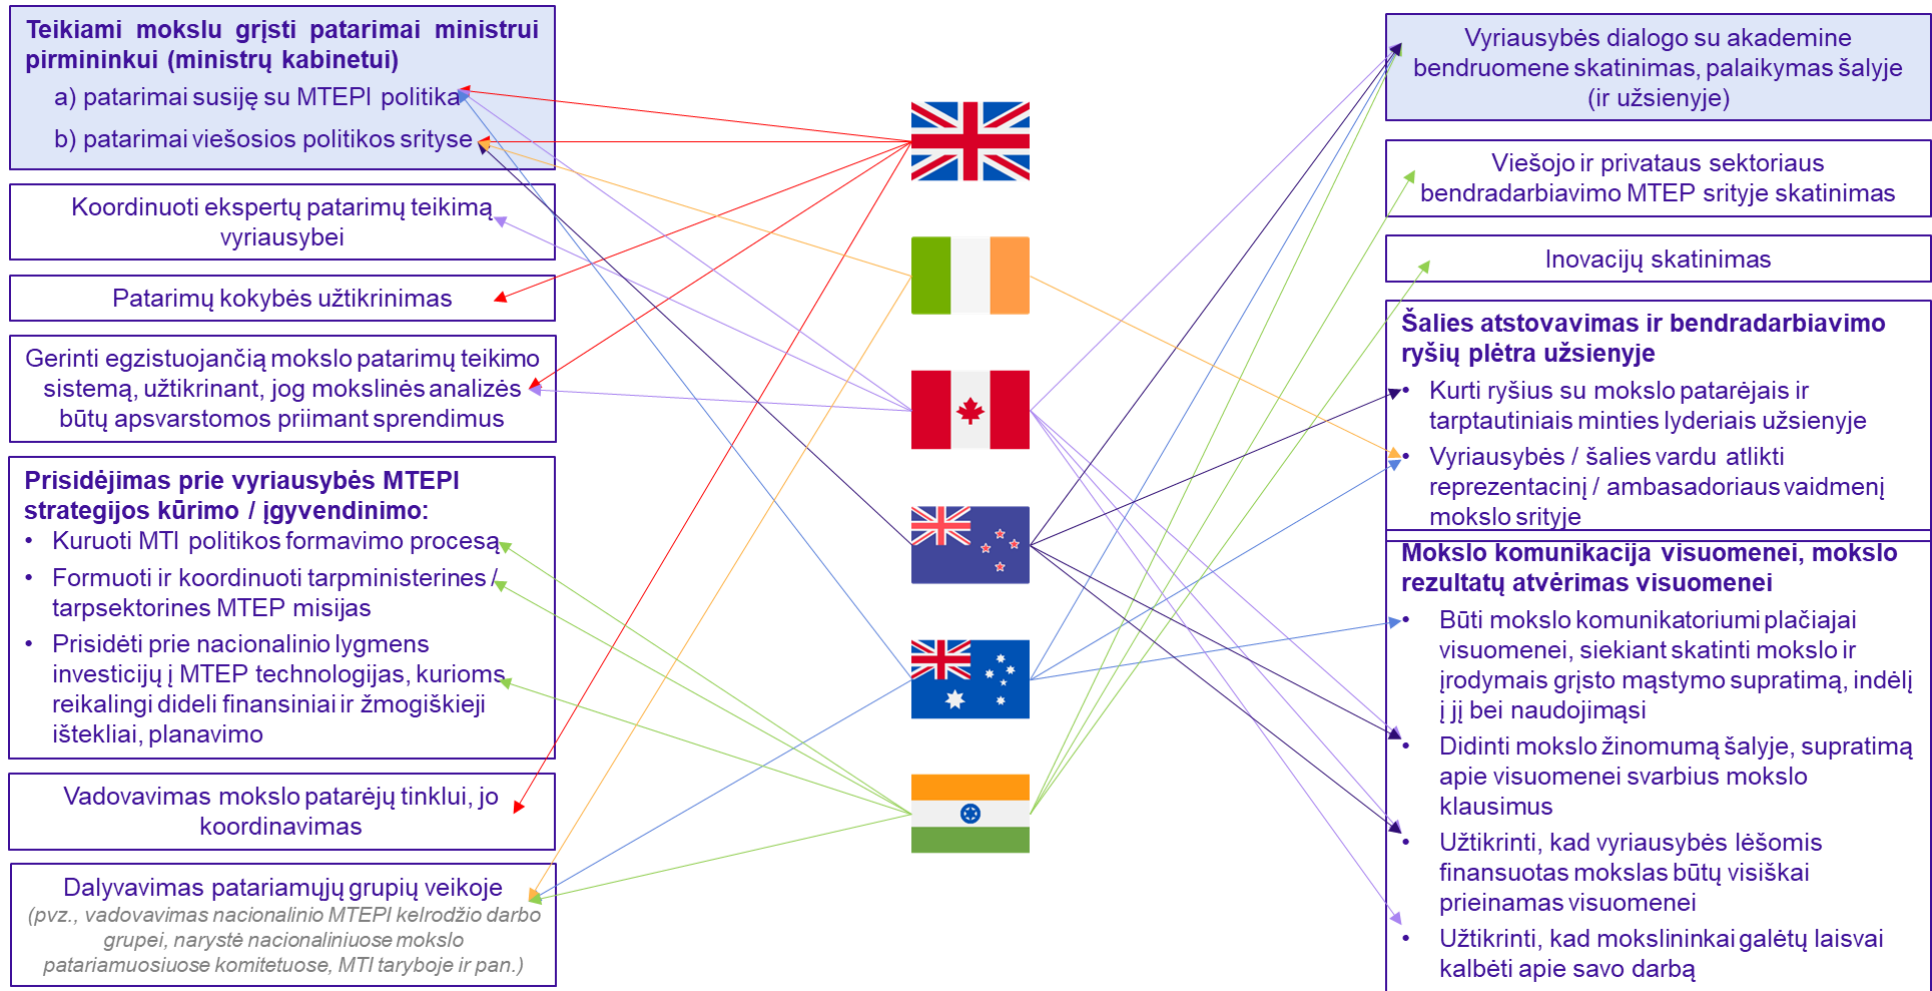 Teikiami mokslu grįsti patarimai ministrui
pirmininkui (ministrų kabinetui)
a) patarimai susiję su MTEPI politika
b) patarimai viešosios politikos srityse
Koordinuoti ekspertų patarimų teikimą
vyriausybei
Patarimų kokybės užtikrinimas
Gerinti egzistuojančią mokslo patarimų teikimo
sistemą, užtikrinant, jog mokslinės analizės
būtų apsvarstomos priimant sprendimus
Prisidėjimas prie vyriausybės MTEPI
strategijos kūrimo / įgyvendinimo:
• Kuruoti MTI politikos formavimo procesą
• Formuoti ir koordinuoti tarpministerines /
tarpsektorines MTEP misijas
• Prisidėti prie nacionalinio lygmens
investicijų į MTEP technologijas, kurioms
reikalingi dideli finansiniai ir žmogiškieji
ištekliai, planavimo
Vadovavimas mokslo patarėjų tinklui, jo
koordinavimas
Dalyvavimas patariamųjų grupių veikoje
(pvz., vadovavimas nacionalinio MTEPI kelrodžio darbo
grupei, narystė nacionaliniuose mokslo
patariamuosiuose komitetuose, MTI taryboje ir pan.)
Vyriausybės dialogo su akademine
bendruomene skatinimas, palaikymas šalyje
(ir užsienyje)
Viešojo ir privataus sektoriaus
bendradarbiavimo MTEP srityje skatinimas
Inovacijų skatinimas
Šalies atstovavimas ir bendradarbiavimo
ryšių plėtra užsienyje
• Kurti ryšius su mokslo patarėjais ir
tarptautiniais minties lyderiais užsienyje
• Vyriausybės / šalies vardu atlikti
reprezentacinį / ambasadoriaus vaidmenį
mokslo srityje
Mokslo komunikacija visuomenei, mokslo
rezultatų atvėrimas visuomenei
• Būti mokslo komunikatoriumi plačiajai
visuomenei, siekiant skatinti mokslo ir
įrodymais grįsto mąstymo supratimą, indėlį
į jį bei naudojimąsi
• Didinti mokslo žinomumą šalyje, supratimą
apie visuomenei svarbius mokslo
klausimus
• Užtikrinti, kad vyriausybės lėšomis
finansuotas mokslas būtų visiškai
prieinamas visuomenei
• Užtikrinti, kad mokslininkai galėtų laisvai
kalbėti apie savo darbą